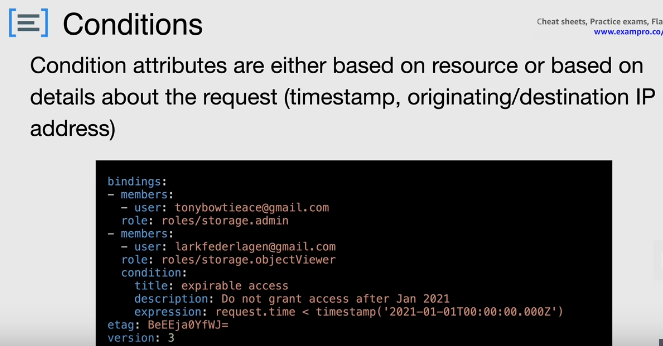 Conditions
Cheat sheets, Practice exams, Fla
www.exampro.co/
Condition attributes are either based on resource or based on
details about the request (timestamp, originating/destination IP
address)
bindings:
- members:
  - user: tonybowtieace@gmail.com
  role: roles/storage.admin
- members:
  - user: larkfederlagen@gmail.com
  role: roles/storage.objectViewer
  condition:
    title: expirable access
    description: Do not grant access after Jan 2021
    expression: request.time < timestamp('2021-01-01T00:00:00.000Z')
etag: BeEEja0YfWJ=
version: 3